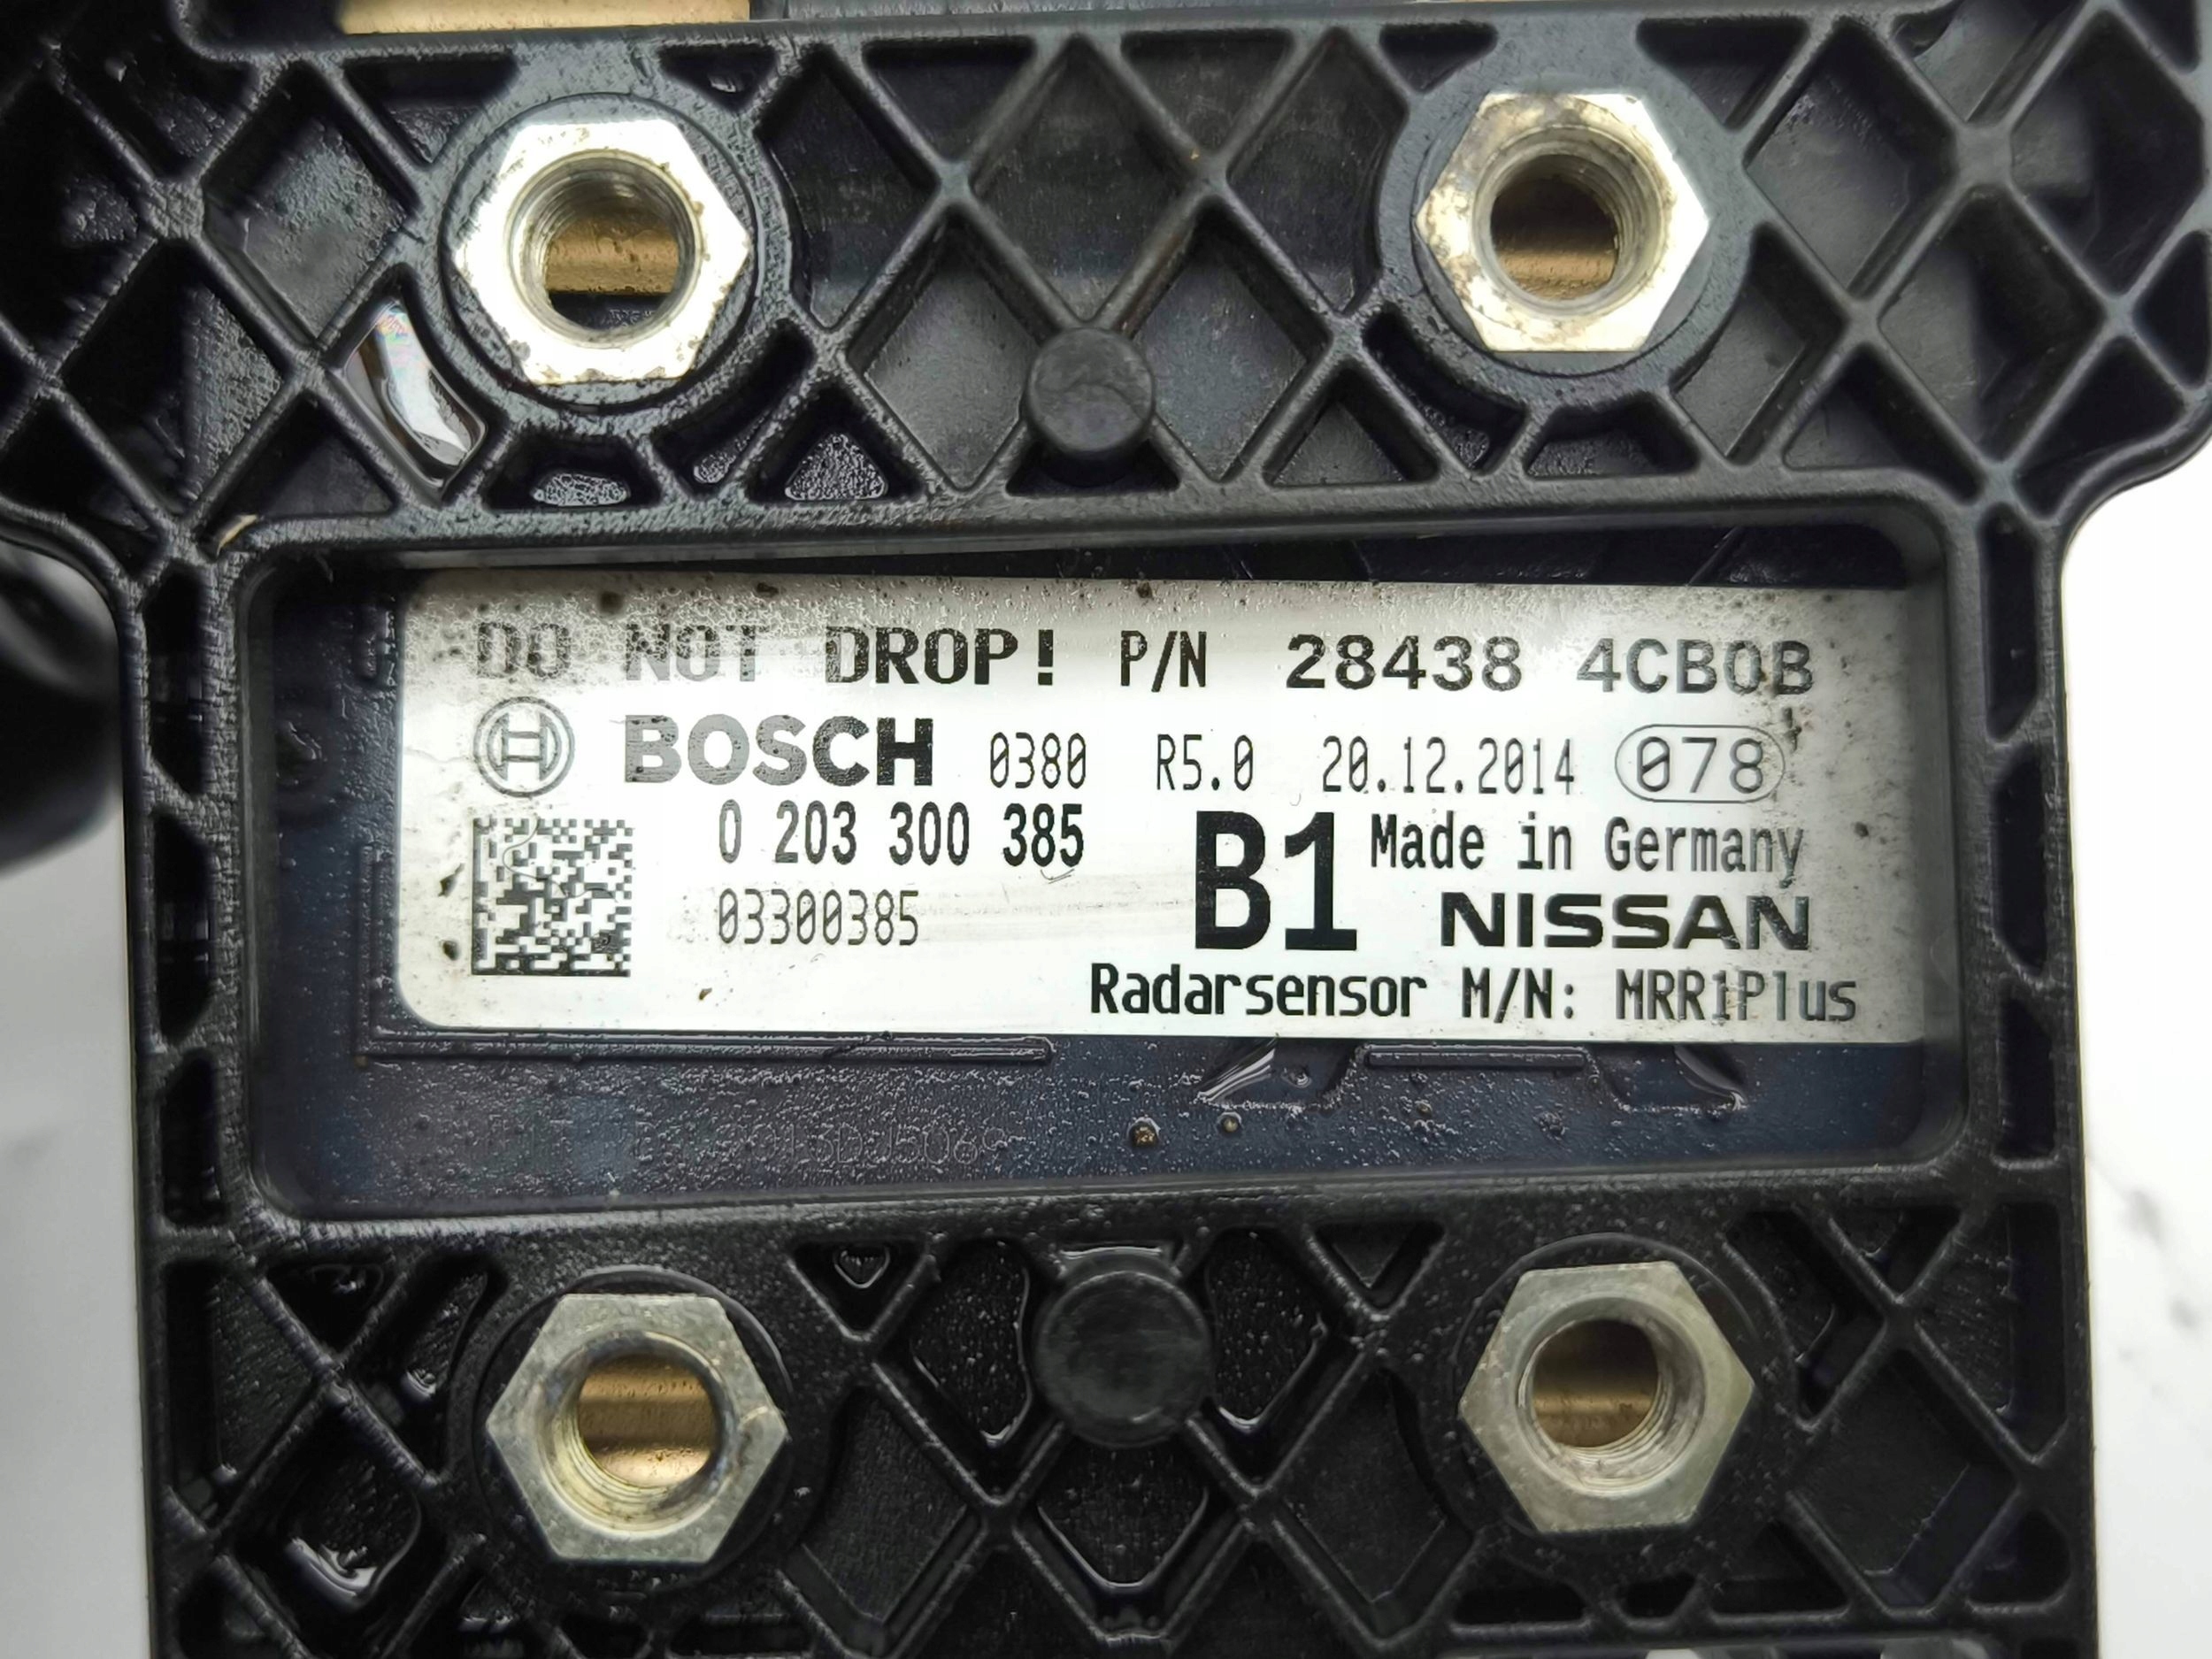 DO NOT DROP! P/N 28438 4CB0B
BOSCH 0380 R5.0 20.12.2014 078
0 203 300 385 B1 Made in Germany
03300385 NISSAN
Radarsensor M/N: MRR1Plus